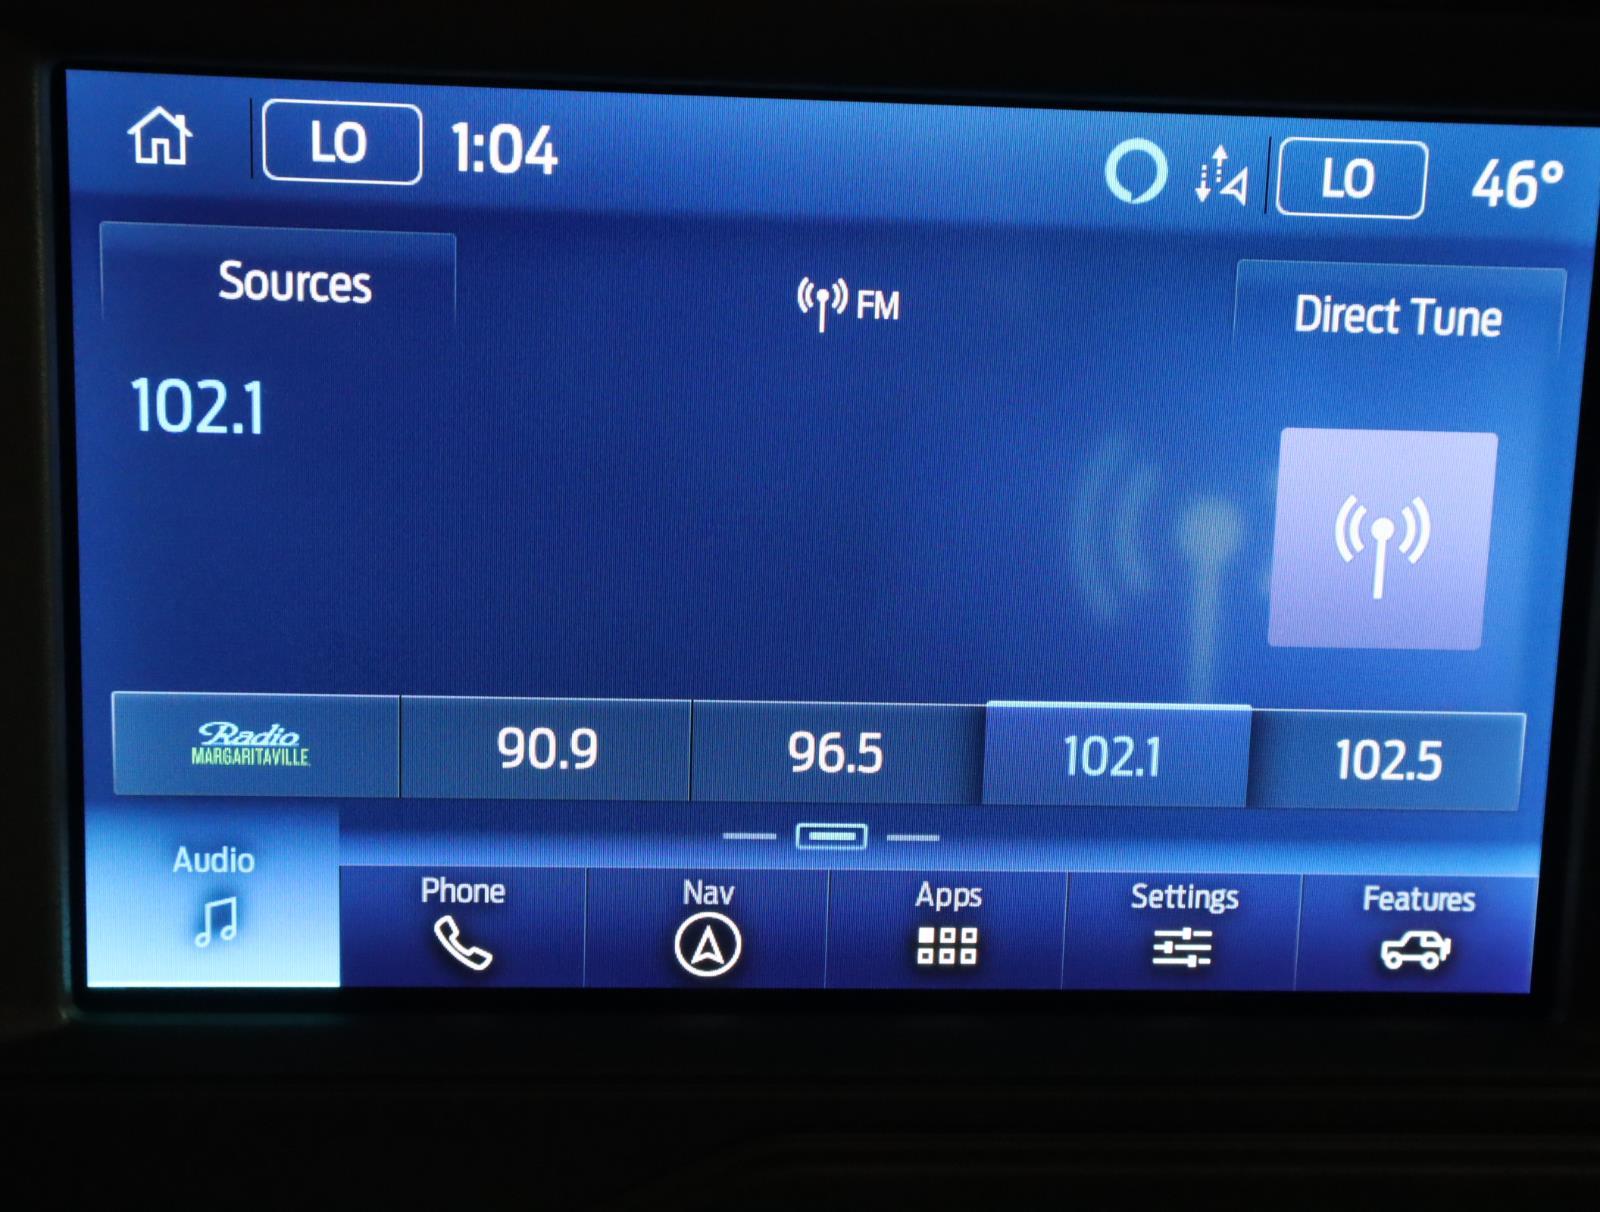 LO 1:04 LO 46°
Sources FM Direct Tune
102.1
Radio
MARGARITAVILLE
90.9 96.5 102.1 102.5
Audio Phone Nav Apps Settings Features